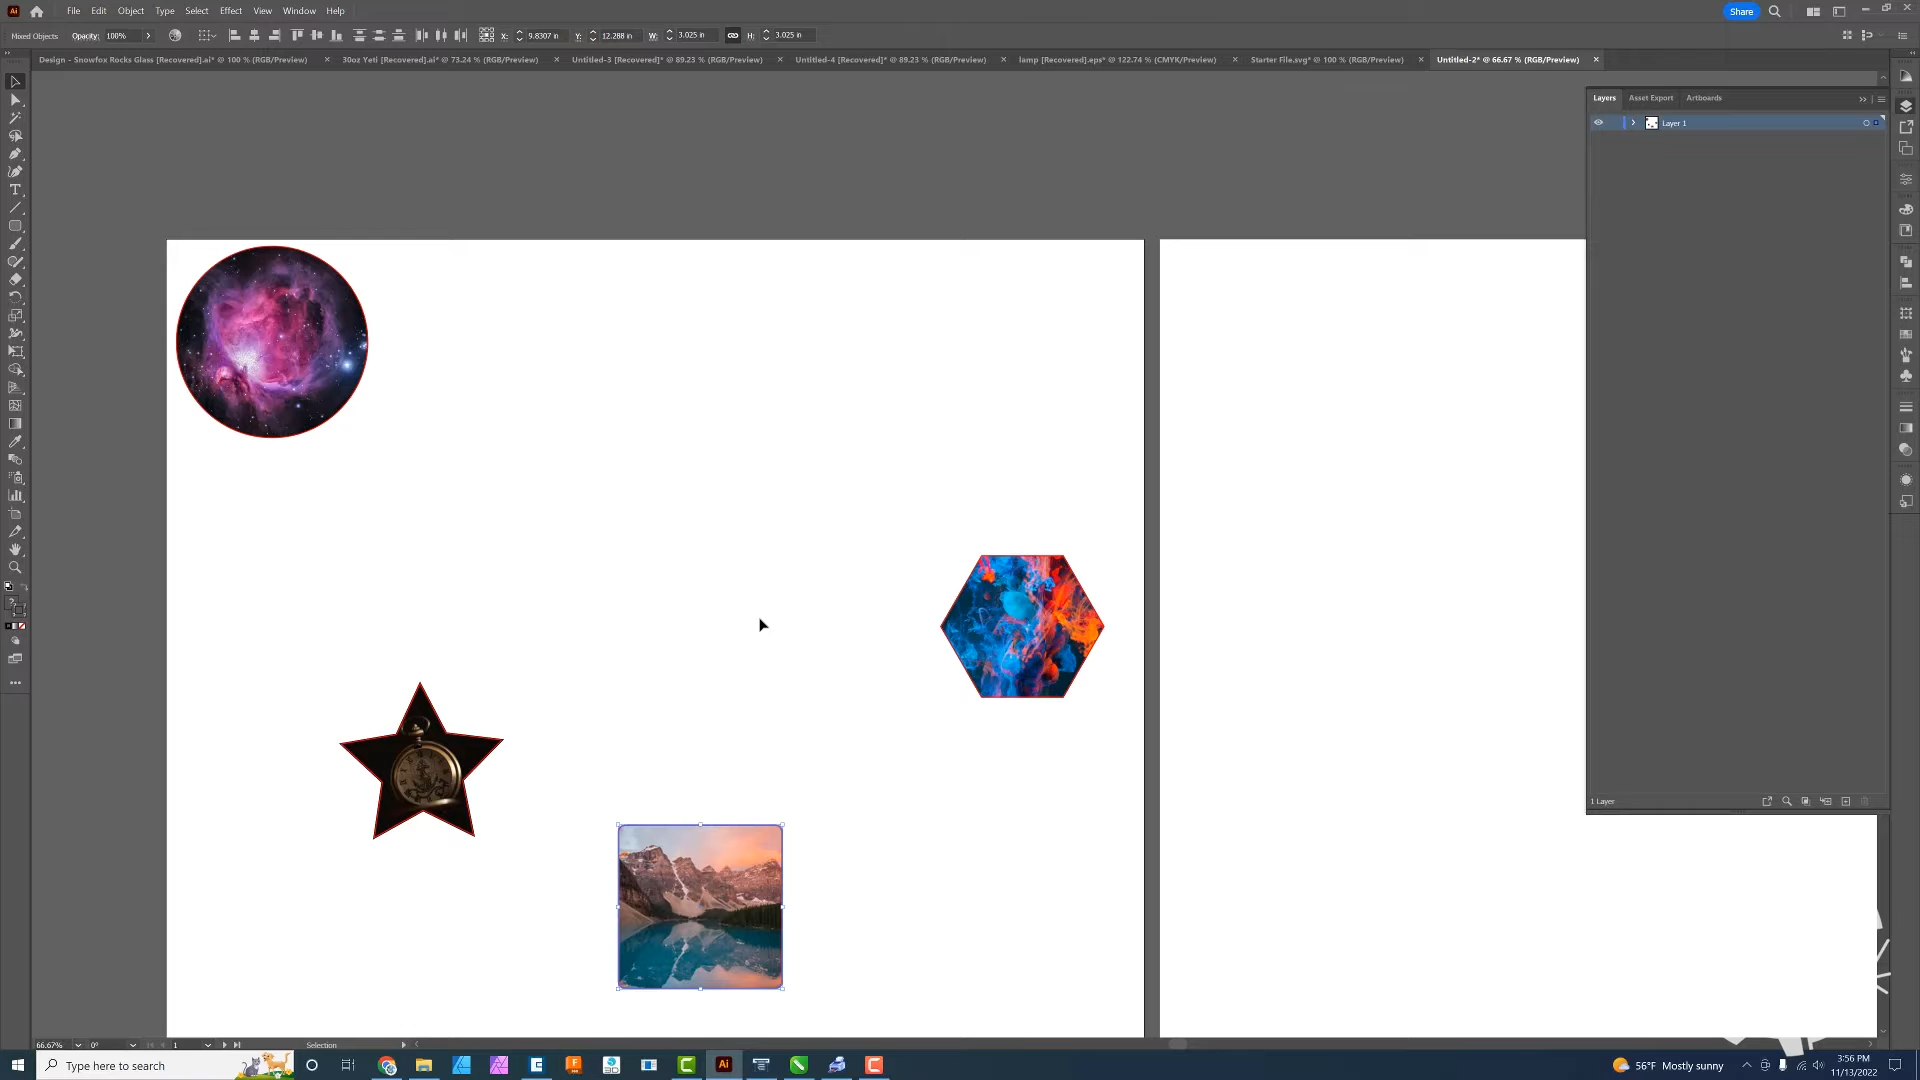 Ai File Edit Object Type Select Effect View Window Help Share
Mixed Objects Opacity: 100% X: 9.8307 in Y: 12.288 in W: 3.025 in H: 3.025 in
Design - Snowfox Rocks Glass [Recovered].ai* @ 100 % (RGB/Preview) × 30oz Yeti [Recovered].ai* @ 73.24 % (RGB/Preview) × Untitled-3 [Recovered]* @ 89.23 % (RGB/Preview) × Untitled-4 [Recovered]* @ 89.23 % (RGB/Preview) × lamp [Recovered].eps* @ 122.74 % (CMYK/Preview) × Starter File.svg* @ 100 % (RGB/Preview) × Untitled-2* @ 66.67 % (RGB/Preview) ×
Layers Asset Export Artboards
Layer 1
1 Layer
66.67% 0° 1 Selection
Type here to search Ai 56°F Mostly sunny
3:56 PM
11/13/2022